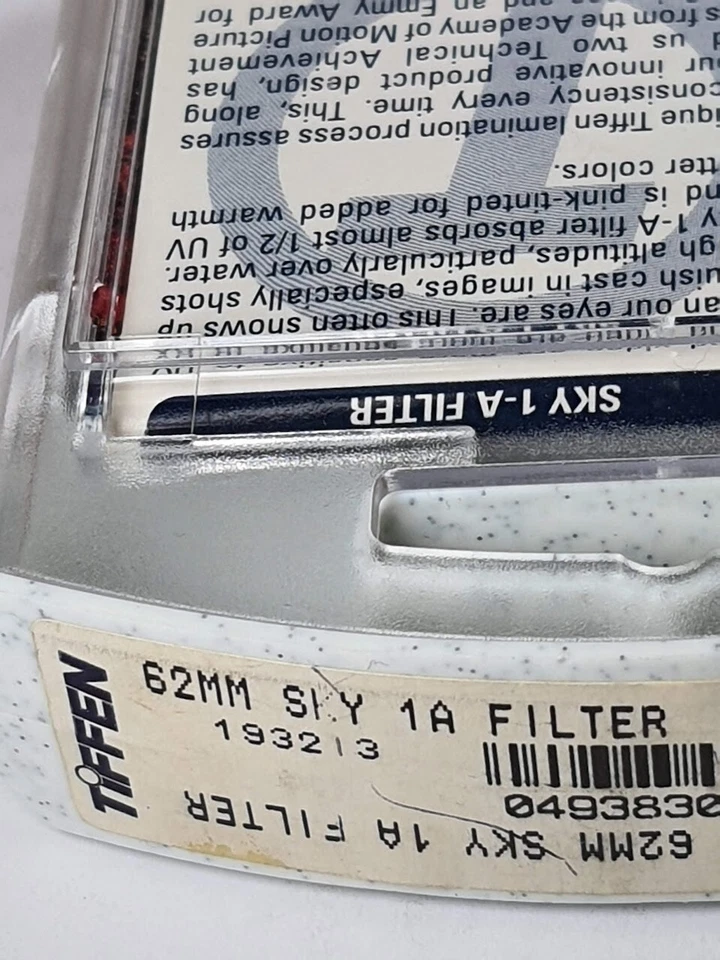 SKY 1-A FILTER
an our eyes are. This often shows up
uish cast in images, especially shots
gh altitudes, particularly over water.
y 1-A filter absorbs almost 1/2 of UV
nd is pink-tinted for added warmth
tter colors.
ique Tiffen lamination process assures
consistency every time. This, along
our innovative product design, has
d us two Technical Achievement
s from the Academy of Motion Picture
and an Emmy Award for
TIFFEN
62MM SKY 1A FILTER
193213
0493830
62MM SKY 1A FILTER